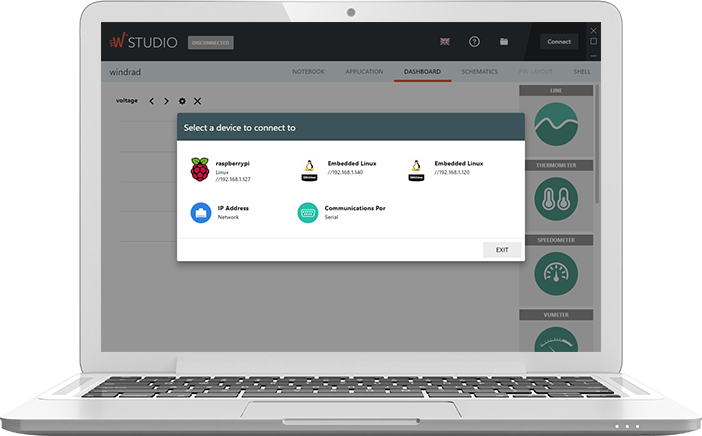 W STUDIO DISCONNECTED Connect
windrad NOTEBOOK APPLICATION DASHBOARD SCHEMATICS PIN LAYOUT SHELL
voltage
LINE
Select a device to connect to
raspberrypi
Linux
//192.168.1.127
Embedded Linux
//192.168.1.140
Embedded Linux
//192.168.1.120
IP Address
Network
Communications Por
Serial
EXIT
THERMOMETER
SPEEDOMETER
VUMETER